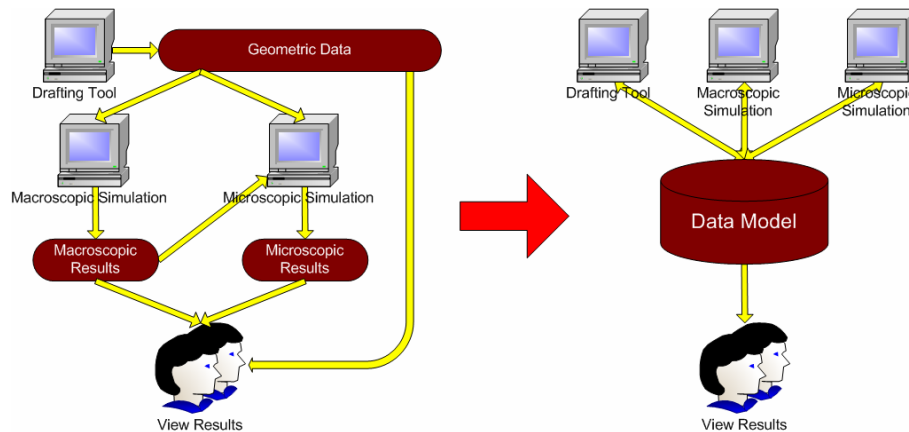 Geometric Data
Drafting Tool
Macroscopic Simulation
Microscopic Simulation
Macroscopic
Results
Microscopic
Results
View Results
Drafting Tool
Macroscopic
Simulation
Microscopic
Simulation
Data Model
View Results